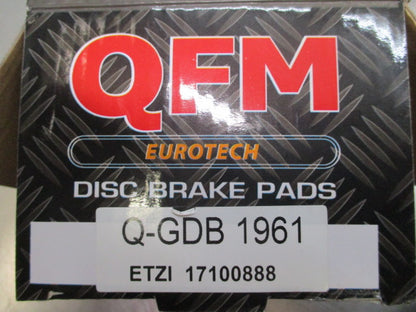 QFM
EUROTECH
DISC BRAKE PADS
Q-GDB 1961
ETZI 17100888